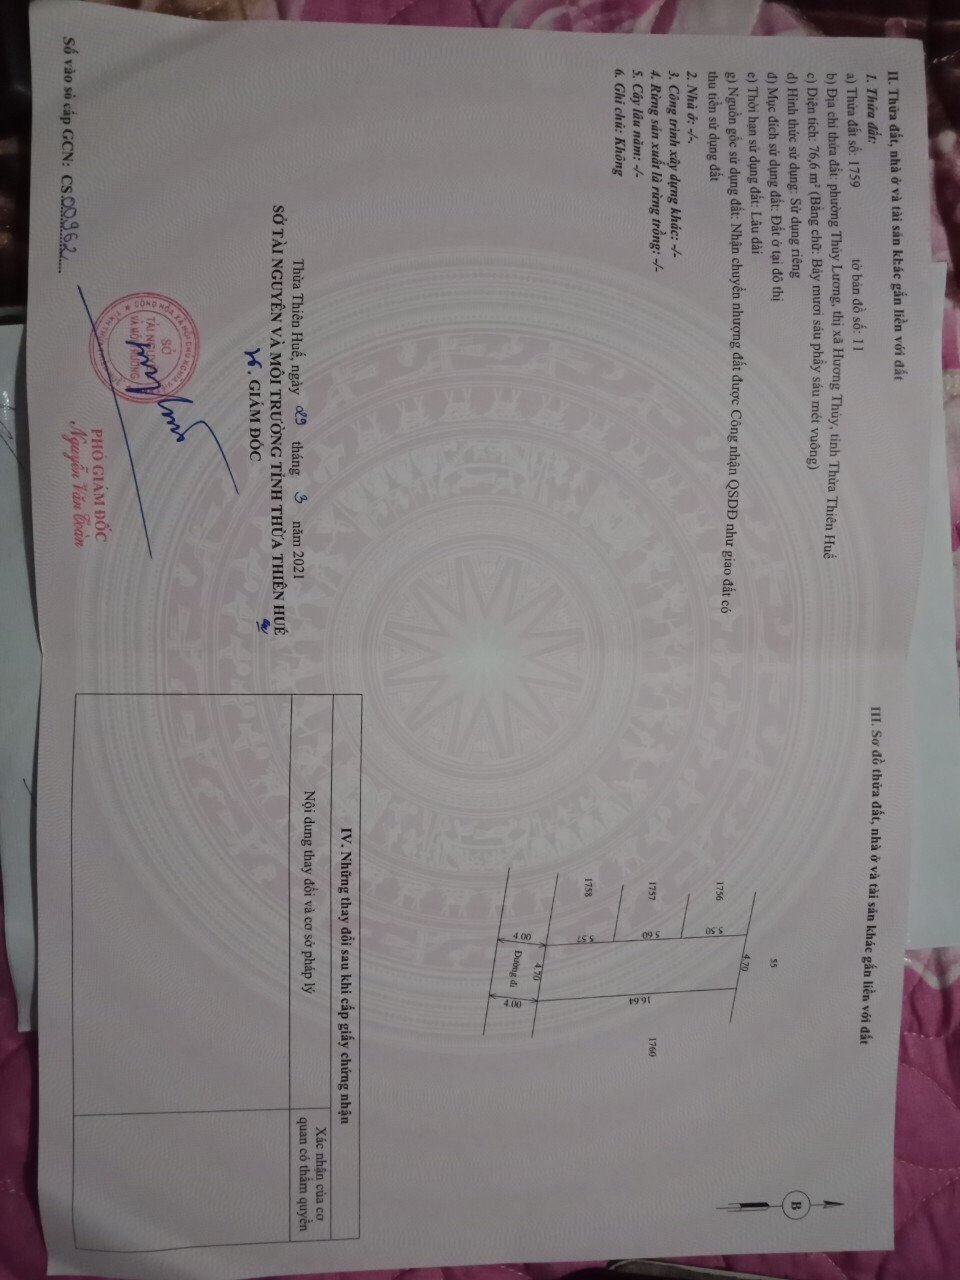 II. Thửa đất, nhà ở và tài sản khác gắn liền với đất
1. Thửa đất:
a) Thửa đất số: 1759 tờ bản đồ số: 11
b) Địa chỉ thửa đất: phường Thủy Lương, thị xã Hương Thủy, tỉnh Thừa Thiên Huế
c) Diện tích: 76,6 m² (Bằng chữ: Bảy mươi sáu phẩy sáu mét vuông)
d) Hình thức sử dụng: Sử dụng riêng
đ) Mục đích sử dụng đất: Đất ở tại đô thị
e) Thời hạn sử dụng đất: Lâu dài
g) Nguồn gốc sử dụng đất: Nhận chuyển nhượng đất được Công nhận QSDĐ như giao đất có
thu tiền sử dụng đất
2. Nhà ở: -/-.
3. Công trình xây dựng khác: -/-
4. Rừng sản xuất là rừng trồng: -/-
5. Cây lâu năm: -/-
6. Ghi chú: Không
Thừa Thiên Huế, ngày 29 tháng 3 năm 2021
SỞ TÀI NGUYÊN VÀ MÔI TRƯỜNG TỈNH THỪA THIÊN HUẾ
GIÁM ĐỐC
SỞ
TÀI NGUYÊN
VÀ MÔI TRƯỜNG
PHÓ GIÁM ĐỐC
Nguyễn Văn Toàn
Số vào sổ cấp GCN: CS.00962
III. Sơ đồ thửa đất, nhà ở và tài sản khác gắn liền với đất
B
55
1756
4.70
5.50
1757
5.60
16.64
1760
1758
5.57
4.70
4.00
Đường đi
4.00
IV. Những thay đổi sau khi cấp giấy chứng nhận
Nội dung thay đổi và cơ sở pháp lý
Xác nhận của cơ
quan có thẩm quyền